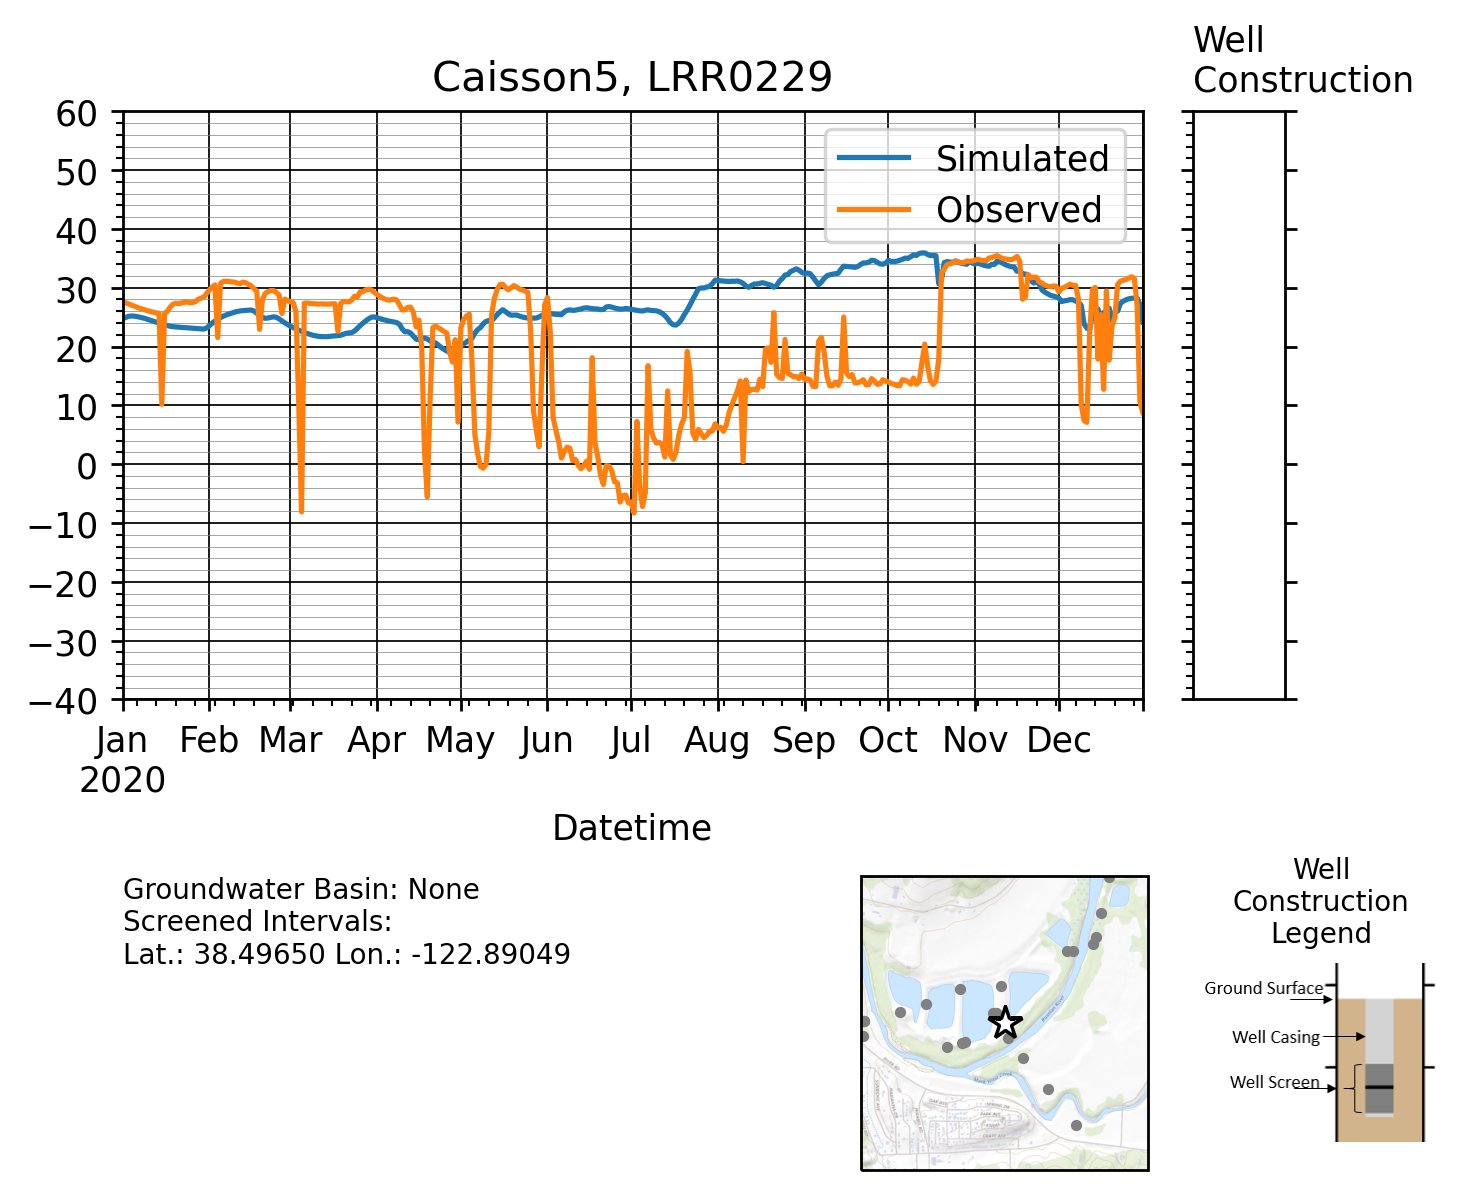 Well
Construction
Caisson5, LRR0229
60
50
40
30
20
10
0
−10
−20
−30
−40
Simulated
Observed
Jan Feb Mar Apr May Jun Jul Aug Sep Oct Nov Dec
2020
Datetime
Groundwater Basin: None
Screened Intervals:
Lat.: 38.49650 Lon.: -122.89049
Well
Construction
Legend
Ground Surface
Well Casing
Well Screen